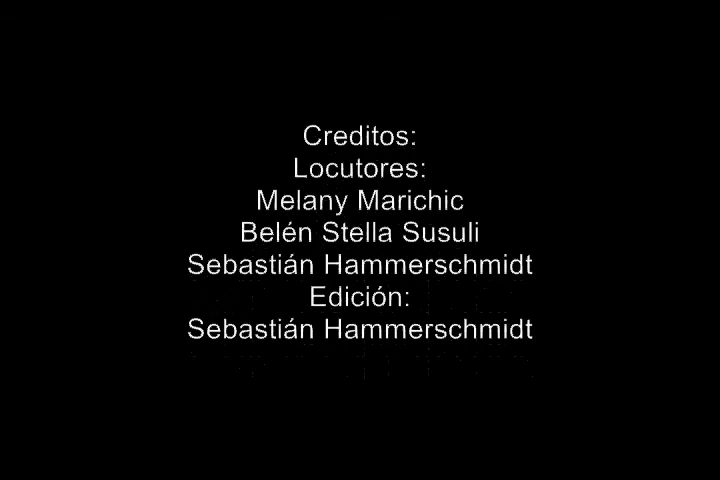 Creditos:
Locutores:
Melany Marichic
Belén Stella Susuli
Sebastián Hammerschmidt
Edición:
Sebastián Hammerschmidt